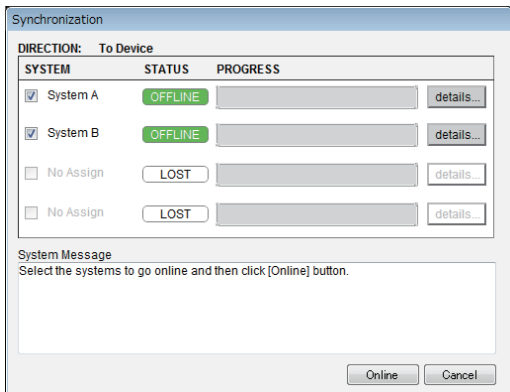 Synchronization
DIRECTION: To Device
SYSTEM STATUS PROGRESS
System A OFFLINE details...
System B OFFLINE details...
No Assign LOST details...
No Assign LOST details...
System Message
Select the systems to go online and then click [Online] button.
Online Cancel